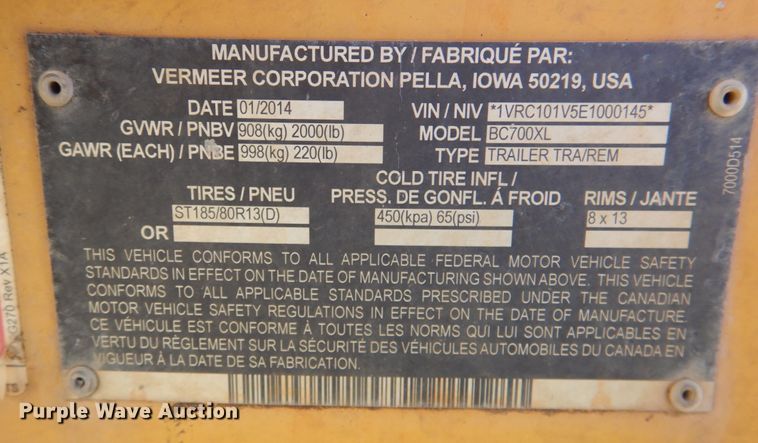 MANUFACTURED BY / FABRIQUÉ PAR:
VERMEER CORPORATION PELLA, IOWA 50219, USA
DATE 01/2014 VIN / NIV *1VRC101V5E1000145*
GVWR / PNBV 908(kg) 2000(lb) MODEL BC700XL
GAWR (EACH) / PNBE 998(kg) 220(lb) TYPE TRAILER TRA/REM
COLD TIRE INFL /
TIRES / PNEU PRESS. DE GONFL. Á FROID RIMS / JANTE
ST185/80R13(D) 450(kpa) 65(psi) 8 x 13
OR
THIS VEHICLE CONFORMS TO ALL APPLICABLE FEDERAL MOTOR VEHICLE SAFETY
STANDARDS IN EFFECT ON THE DATE OF MANUFACTURING SHOWN ABOVE. THIS VEHICLE
CONFORMS TO ALL APPLICABLE STANDARDS PRESCRIBED UNDER THE CANADIAN
MOTOR VEHICLE SAFETY REGULATIONS IN EFFECT ON THE DATE OF MANUFACTURE.
CE VÉHICULE EST CONFORME À TOUTES LES NORMS QUI LUI SONT APPLICABLES EN
VERTU DU RÈGLEMENT SUR LA SÉCURITÉ DES VÉHICULES AUTOMOBILES DU CANADA EN
VIGUEUR À LA DATE DE SA FABRICATION.
7000D514
G270 Rev X1A
Purple Wave Auction